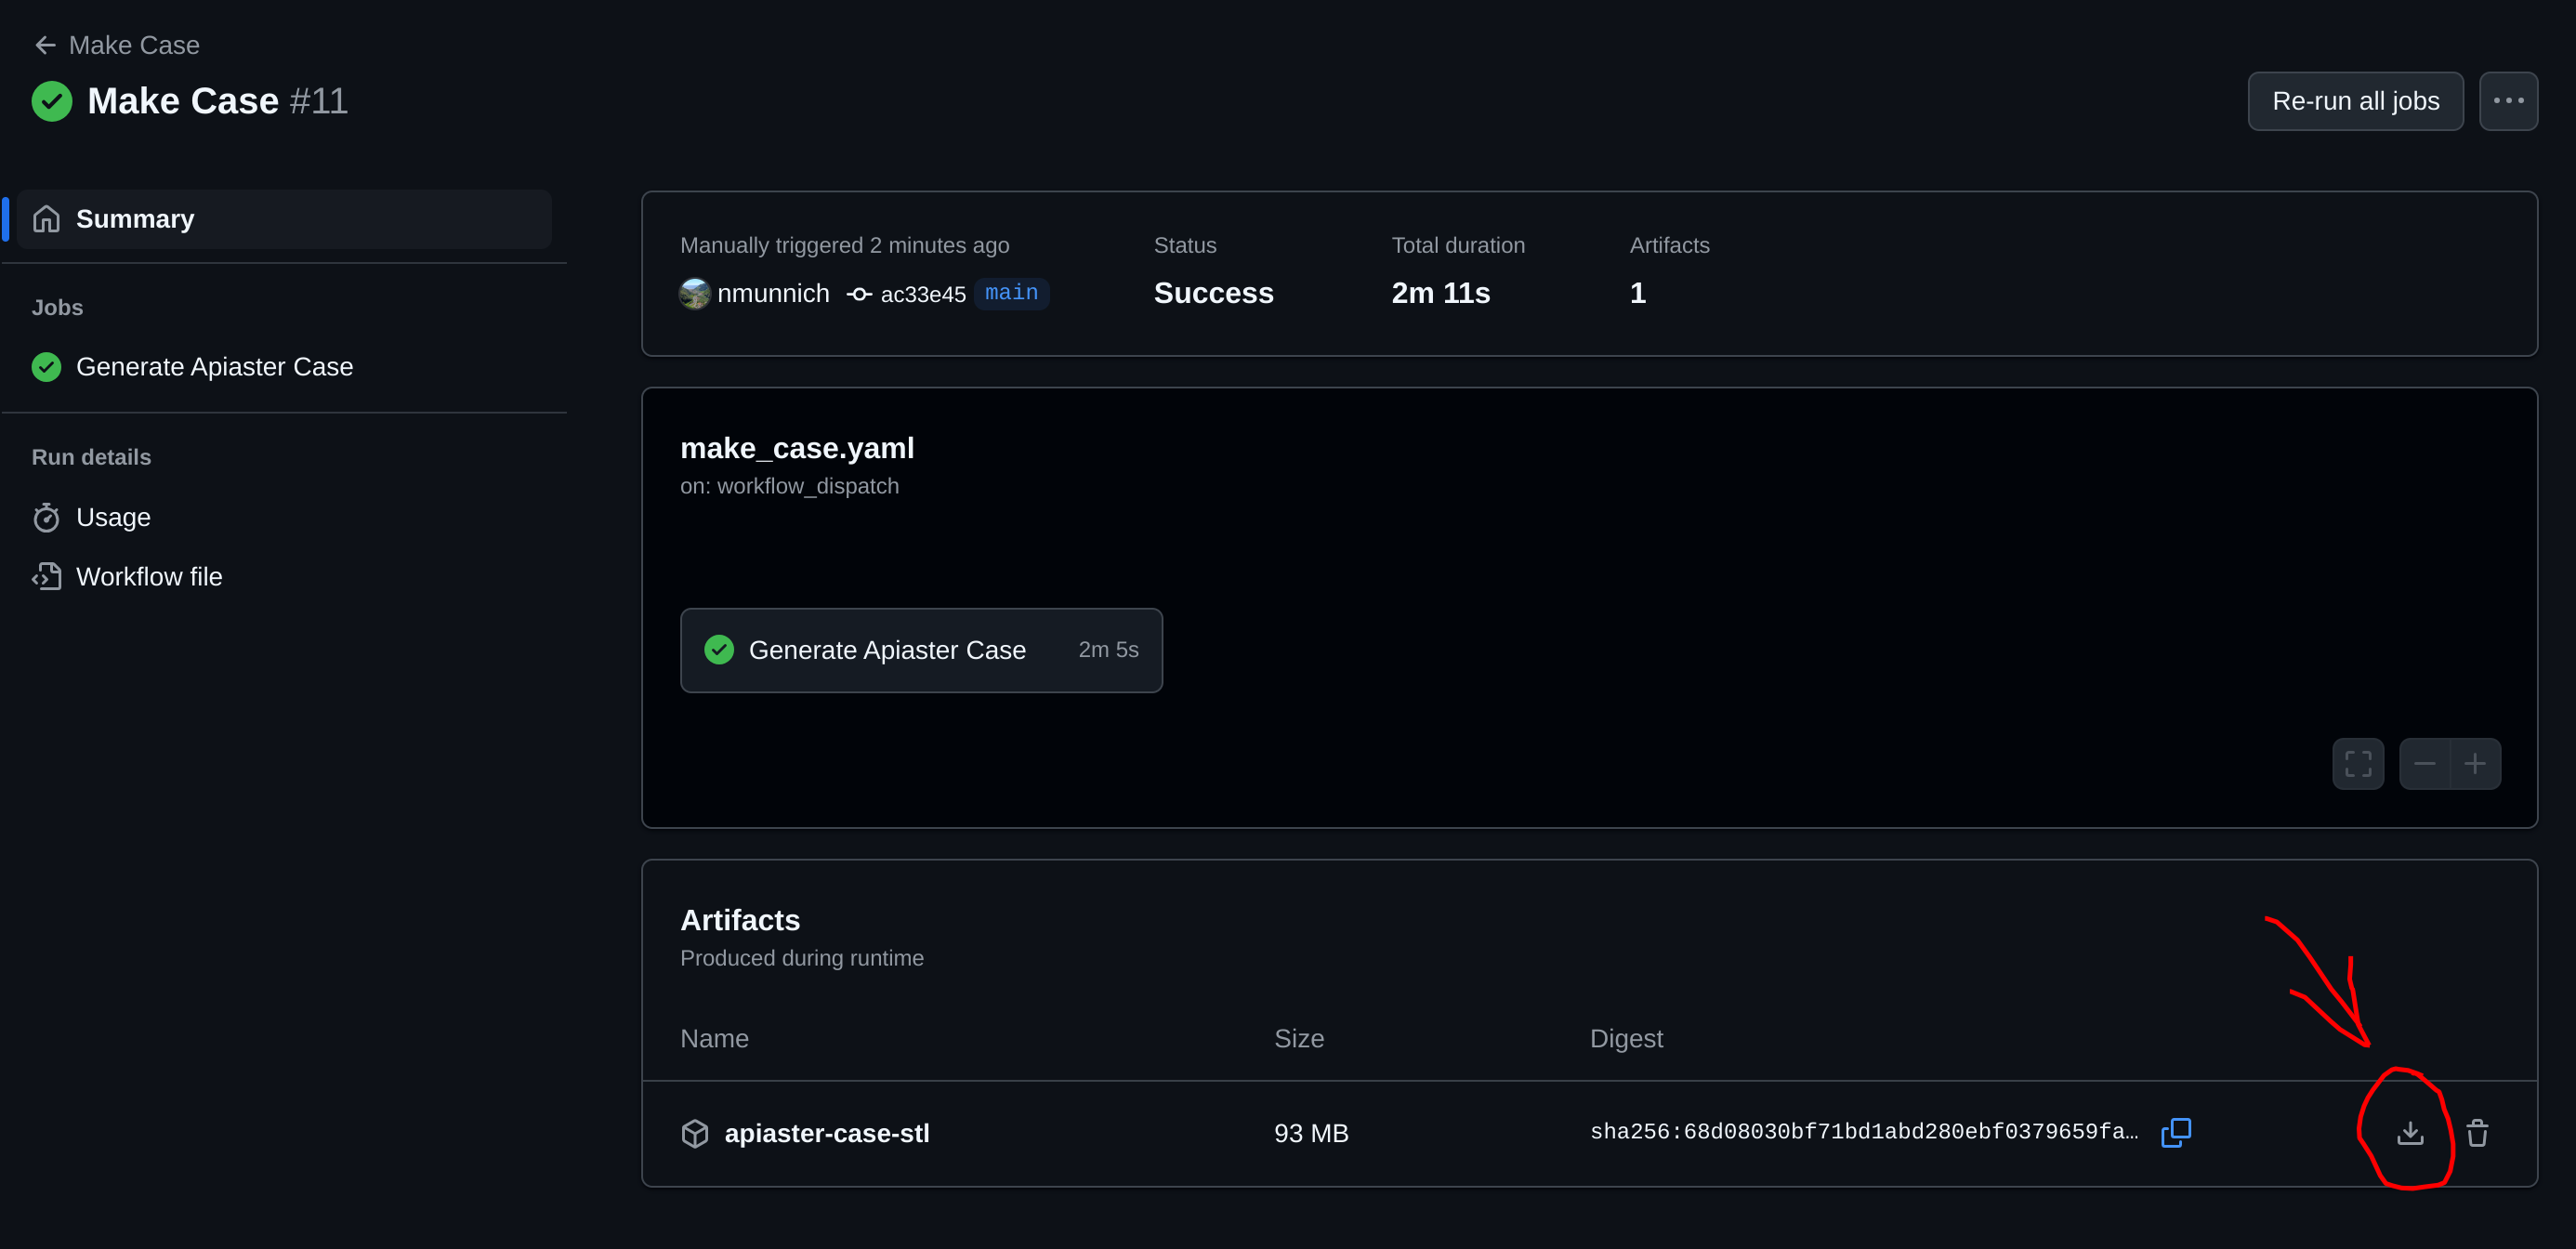 Make Case
Make Case #11
Re-run all jobs
Summary
Jobs
Generate Apiaster Case
Run details
Usage
Workflow file
Manually triggered 2 minutes ago
nmunnich ac33e45 main
Status
Success
Total duration
2m 11s
Artifacts
1
make_case.yaml
on: workflow_dispatch
Generate Apiaster Case 2m 5s
Artifacts
Produced during runtime
Name Size Digest
apiaster-case-stl 93 MB sha256:68d08030bf71bd1abd280ebf0379659fa…